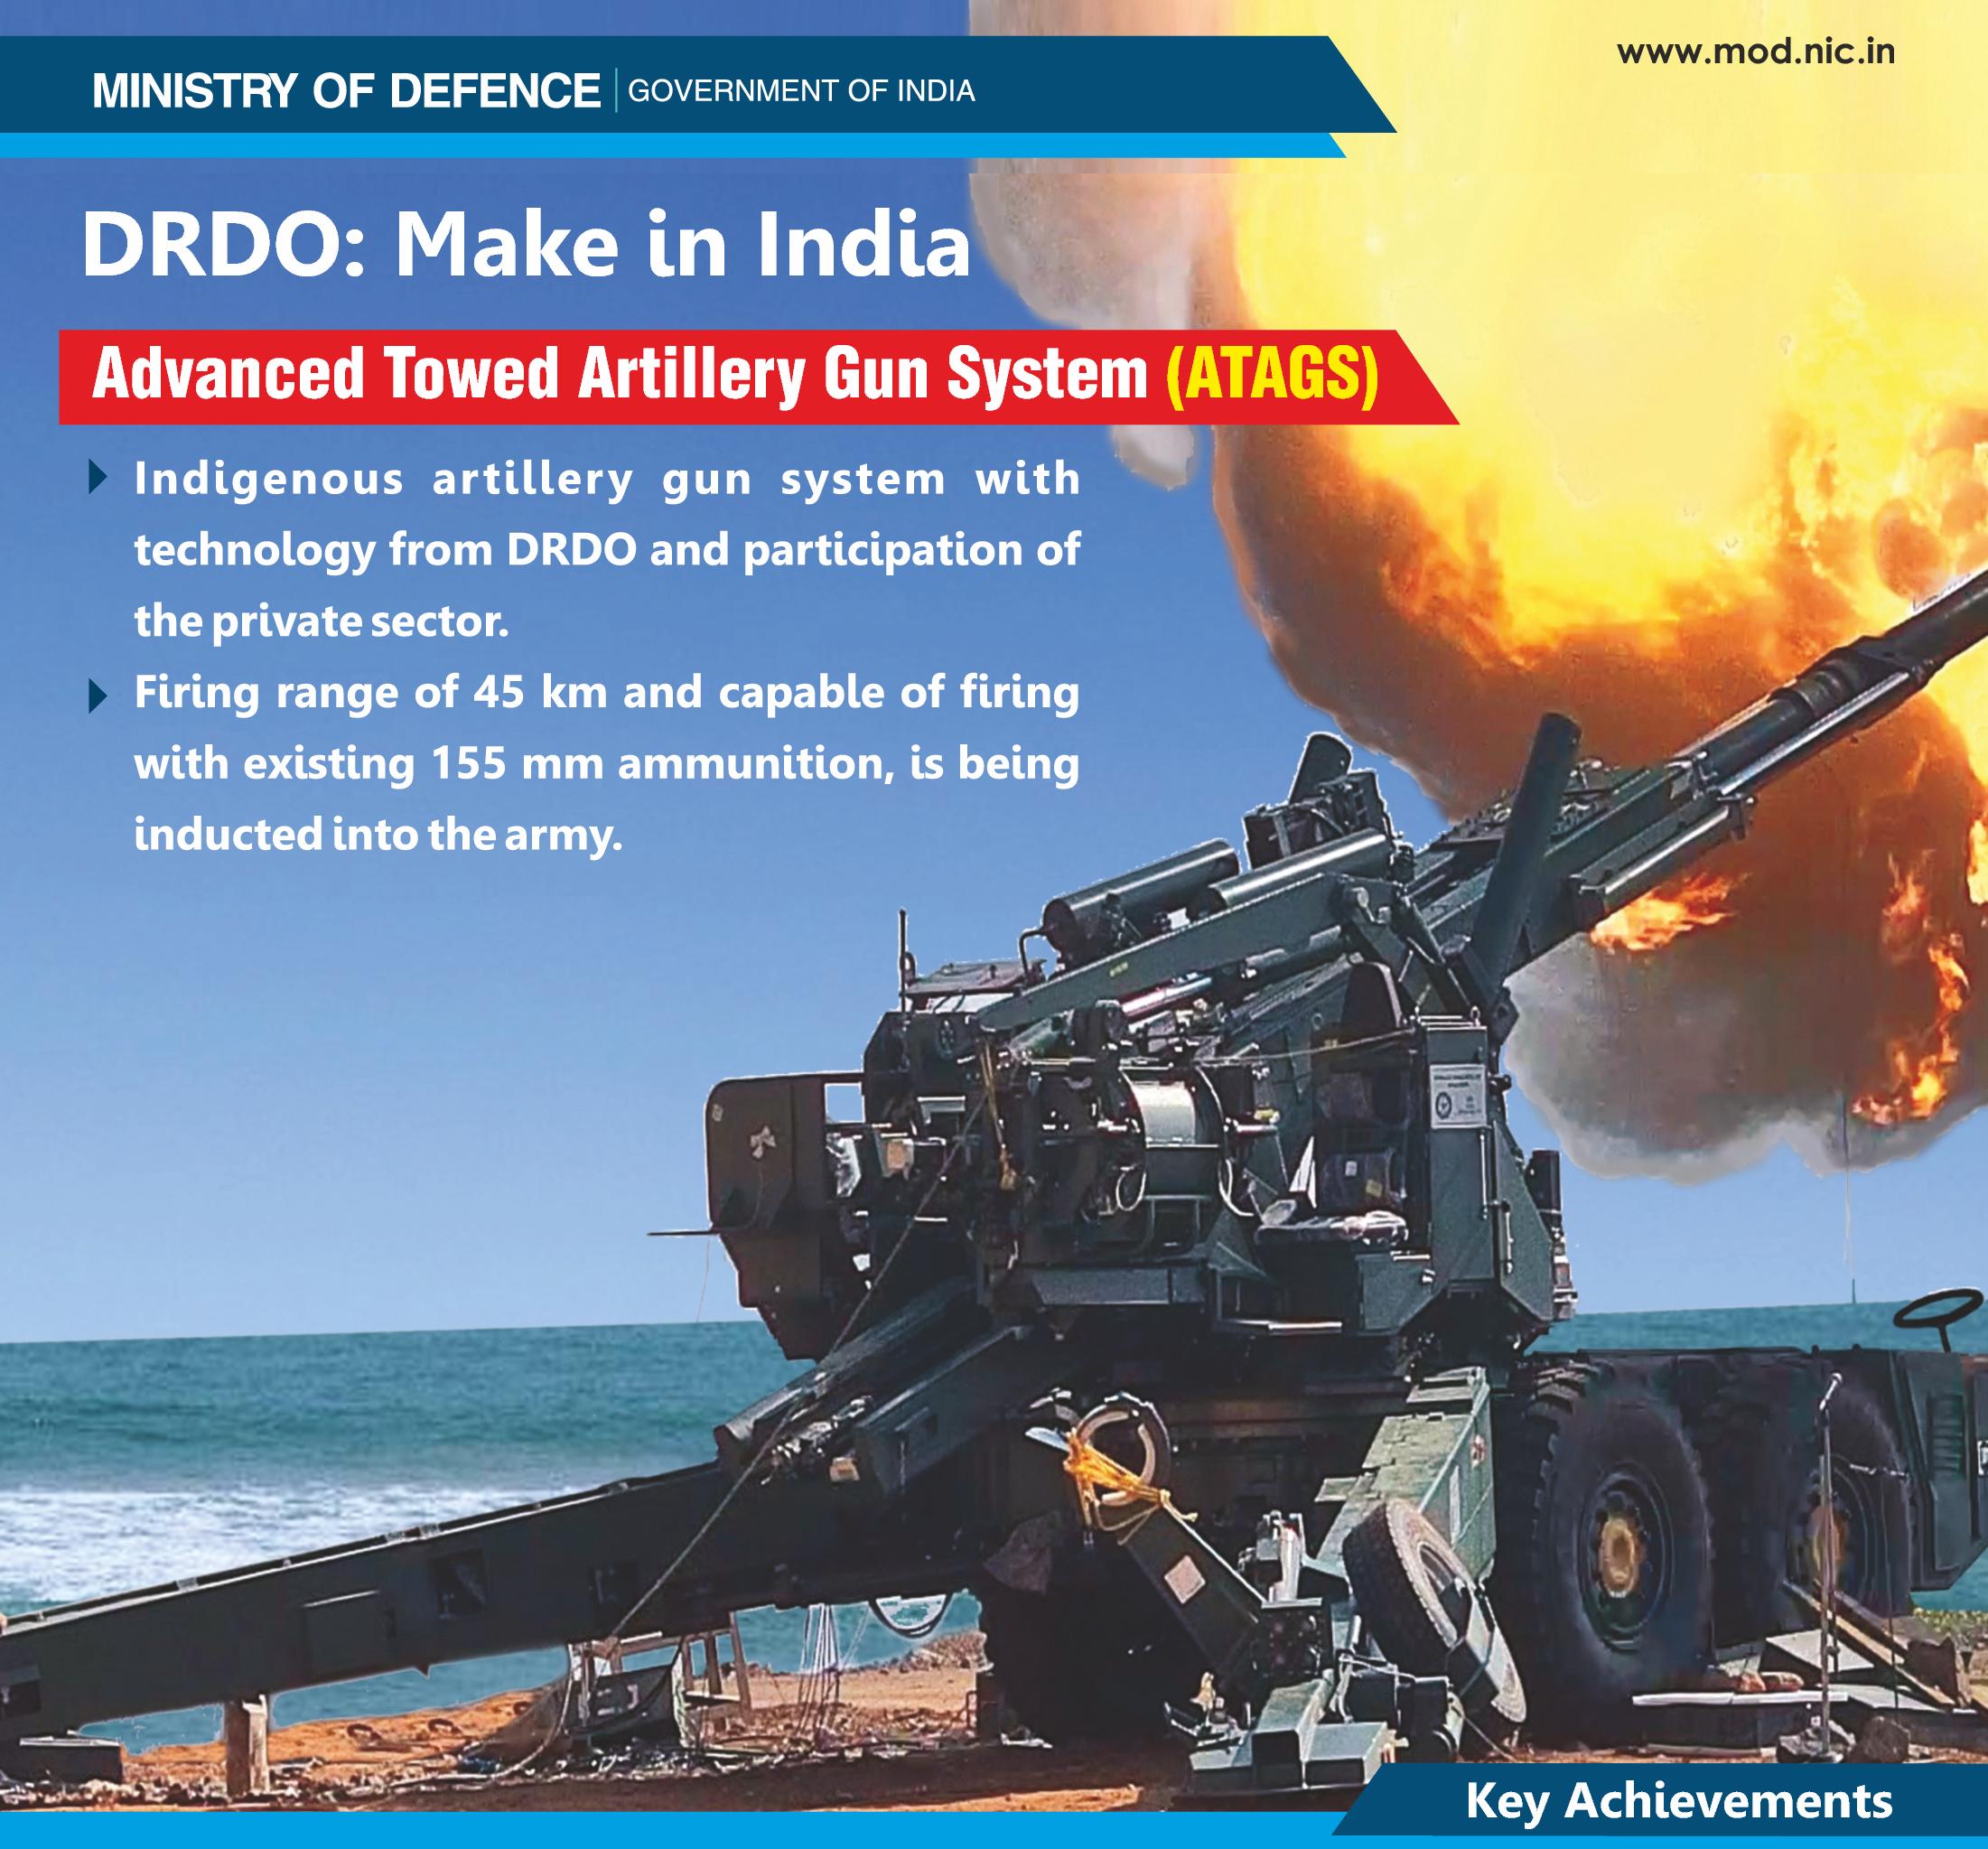 www.mod.nic.in
MINISTRY OF DEFENCE | GOVERNMENT OF INDIA
DRDO: Make in India
Advanced Towed Artillery Gun System (ATAGS)
Indigenous artillery gun system with
technology from DRDO and participation of
the private sector.
Firing range of 45 km and capable of firing
with existing 155 mm ammunition, is being
inducted into the army.
Key Achievements